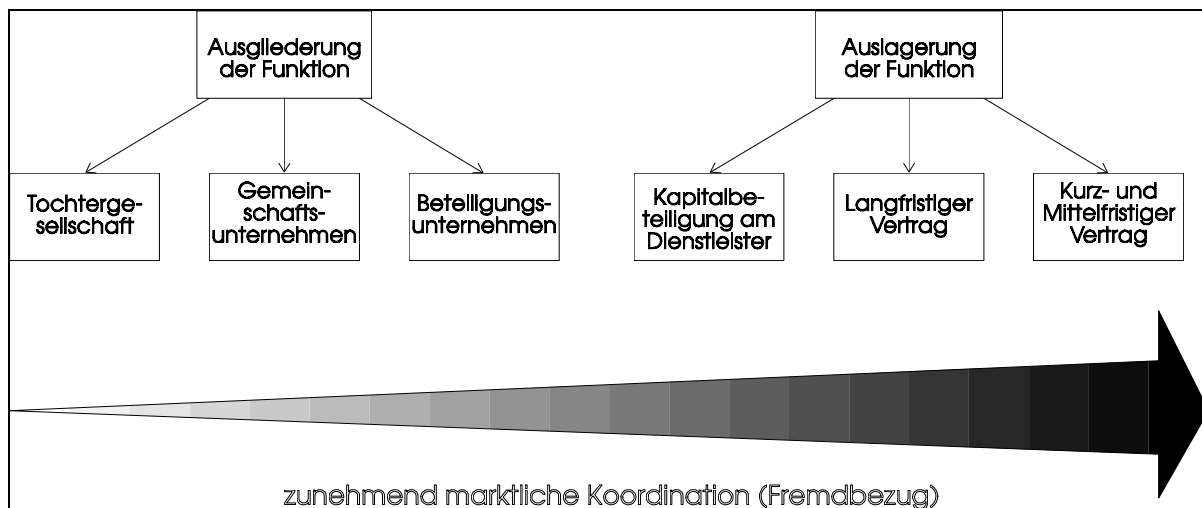 Ausgliederung
der Funktion
Auslagerung
der Funktion
Tochterge-
sellschaft
Gemein-
schafts-
unternehmen
Beteiligungs-
unternehmen
Kapitalbe-
teiligung am
Dienstleister
Langfristiger
Vertrag
Kurz- und
Mittelfristiger
Vertrag
zunehmend marktliche Koordination (Fremdbezug)